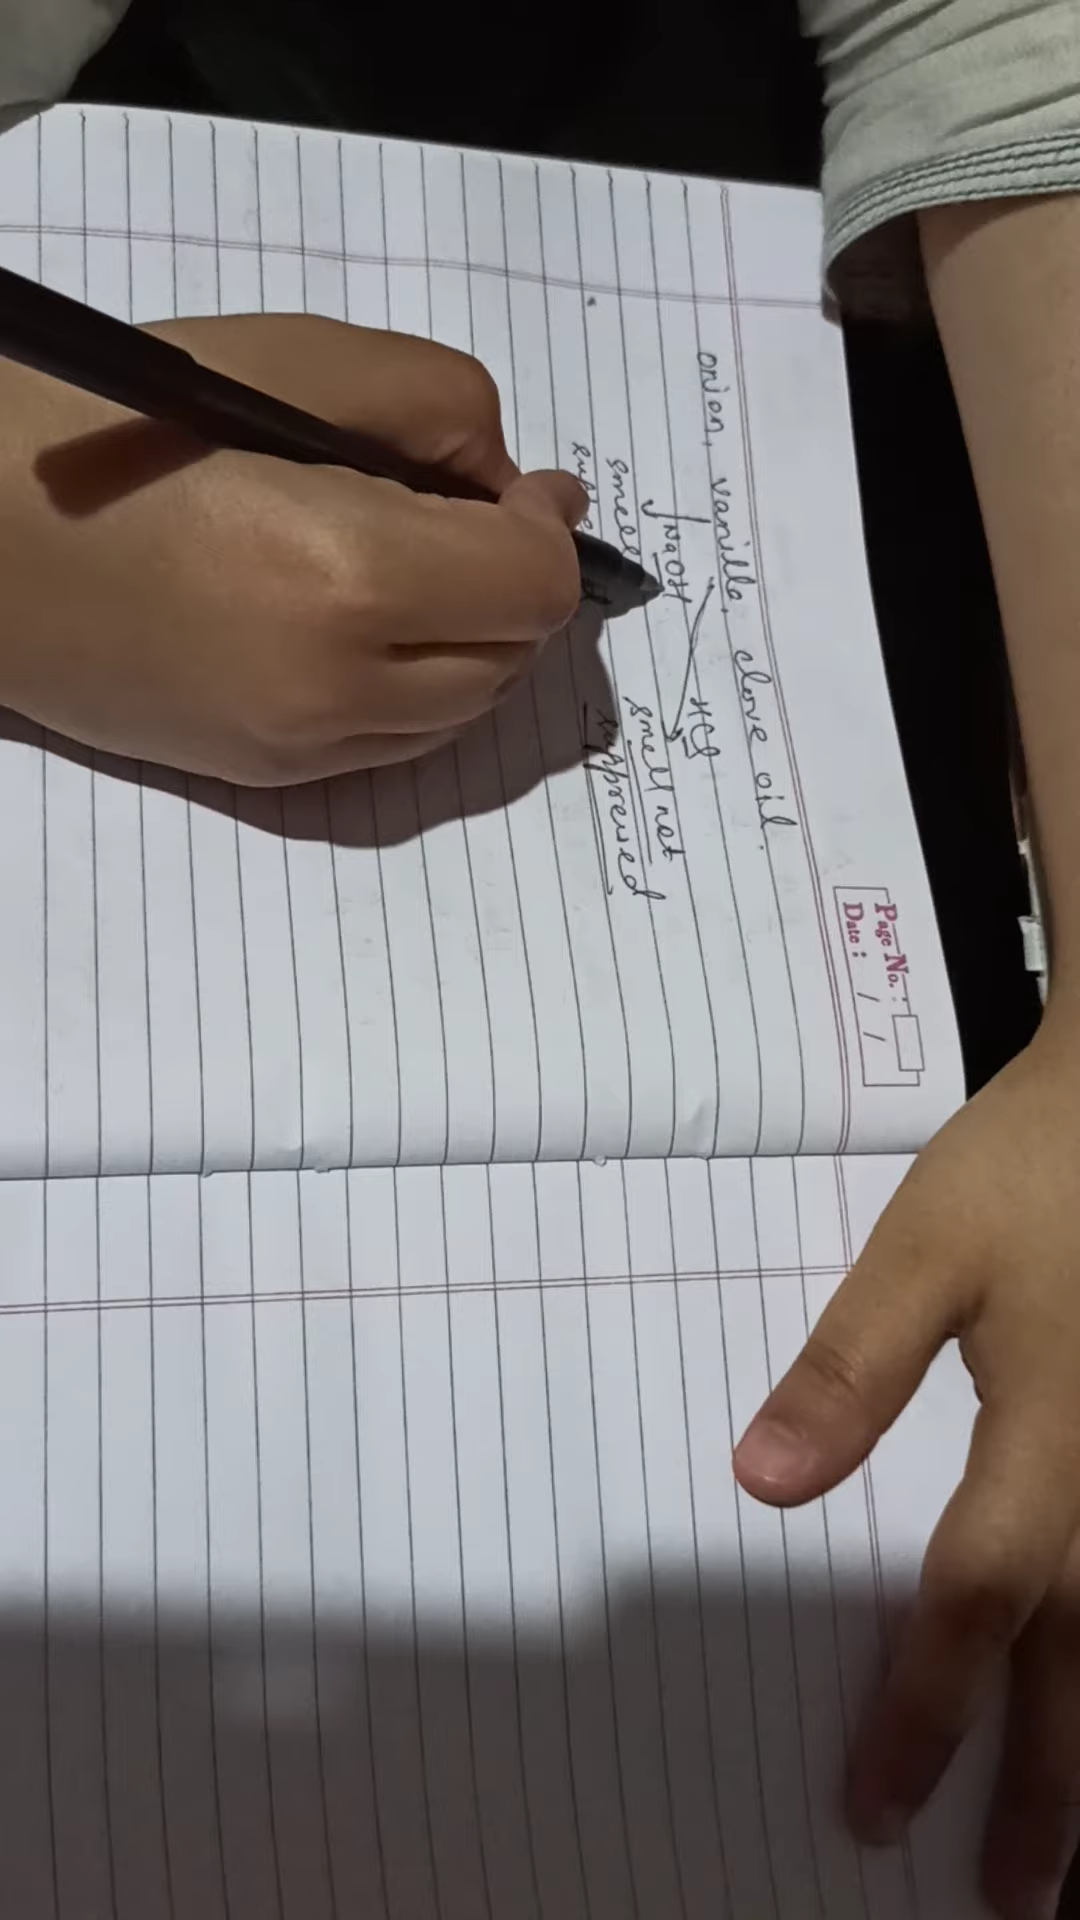 Page No. :
Date : / /
onion, vanilla, clove oil.
NaOH HCl
smell smell not
suppressed